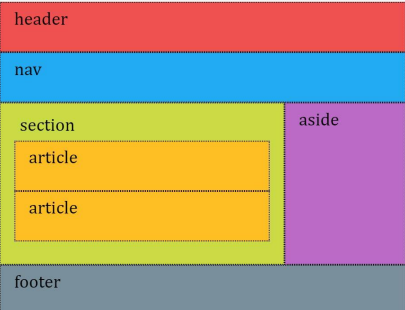 header
nav
section
article
article
aside
footer